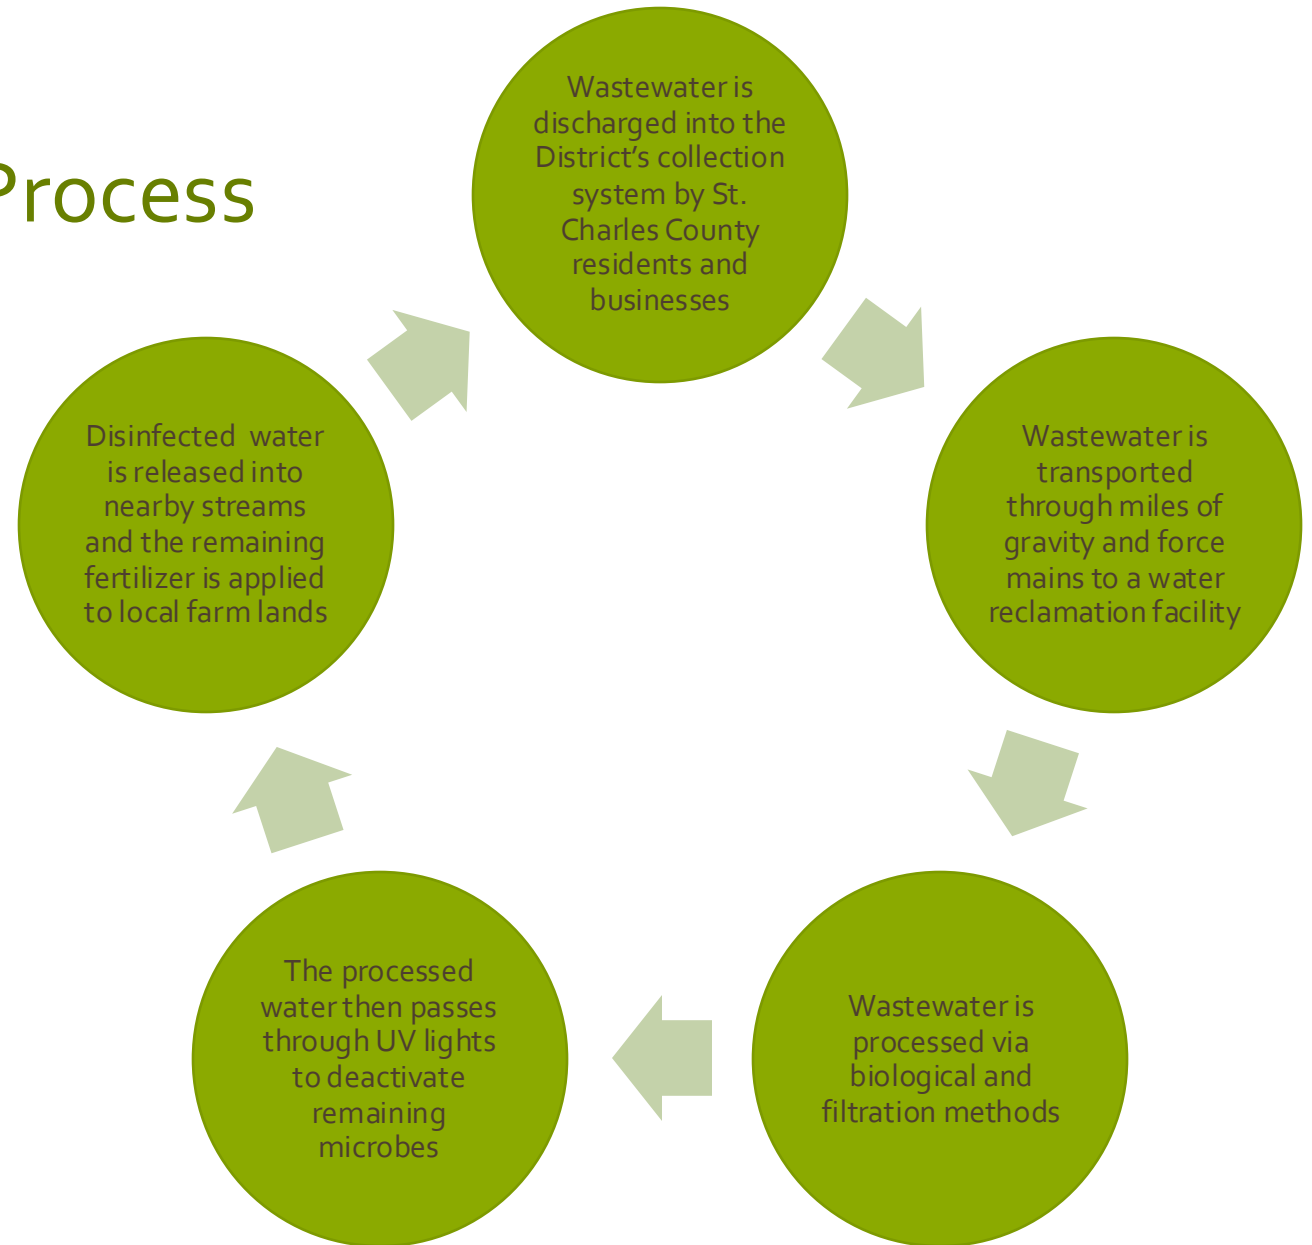 Process
Wastewater is
discharged into the
District’s collection
system by St.
Charles County
residents and
businesses
Wastewater is
transported
through miles of
gravity and force
mains to a water
reclamation facility
Wastewater is
processed via
biological and
filtration methods
The processed
water then passes
through UV lights
to deactivate
remaining
microbes
Disinfected water
is released into
nearby streams
and the remaining
fertilizer is applied
to local farm lands